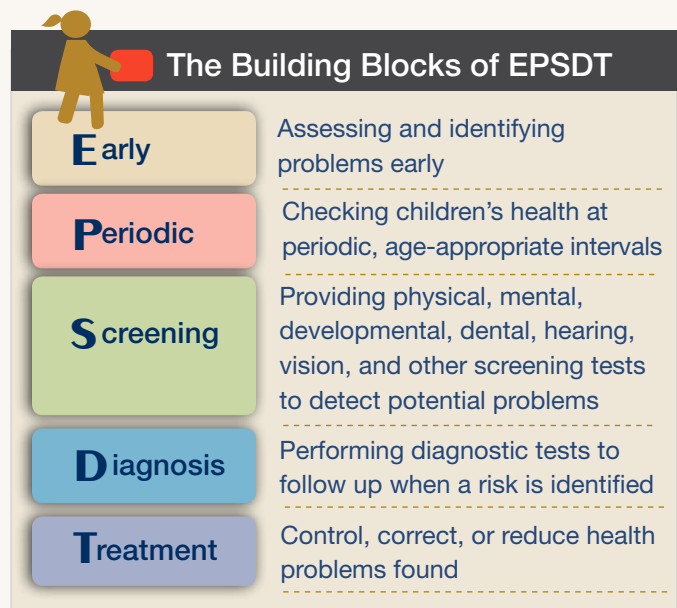 The Building Blocks of EPSDT
Early
Assessing and identifying
problems early
Periodic
Checking children’s health at
periodic, age-appropriate intervals
Screening
Providing physical, mental,
developmental, dental, hearing,
vision, and other screening tests
to detect potential problems
Diagnosis
Performing diagnostic tests to
follow up when a risk is identified
Treatment
Control, correct, or reduce health
problems found